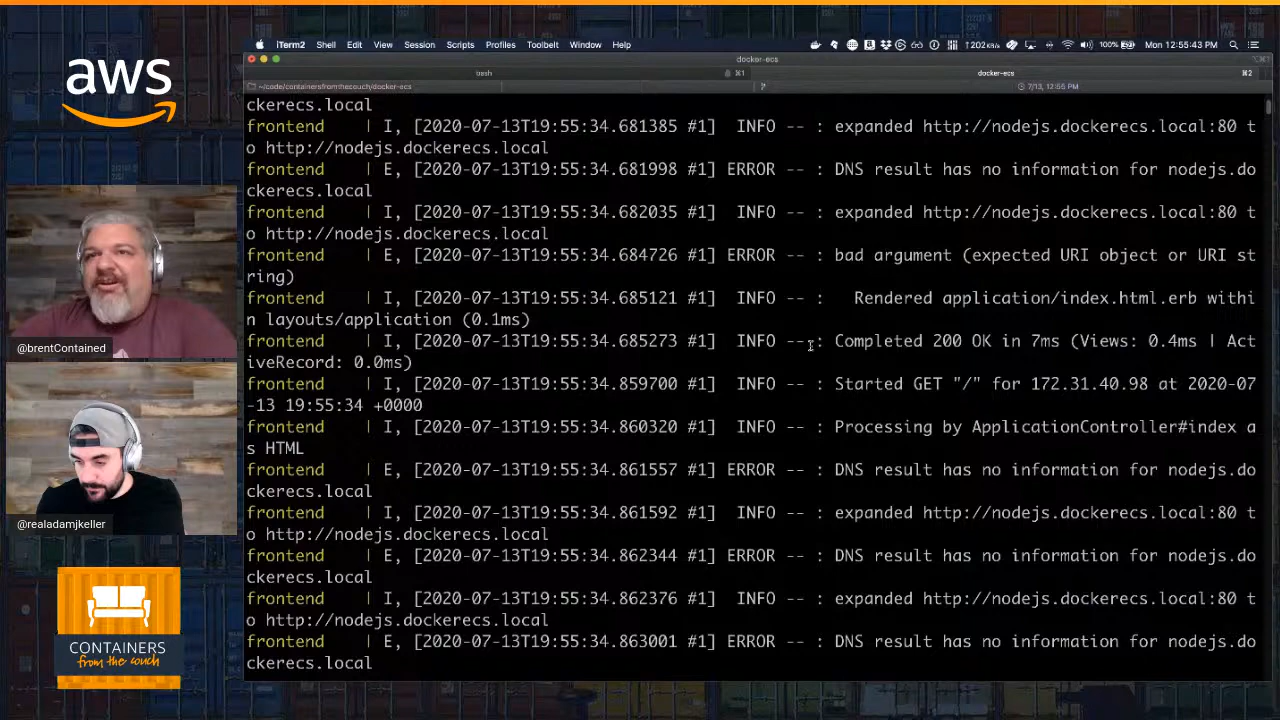 aws
@brentContained
@realadamjkeller
CONTAINERS
from the couch
iTerm2 Shell Edit View Session Scripts Profiles Toolbelt Window Help
100% Mon 12:55:43 PM
docker-ecs
bash ⌘1 docker-ecs ⌘2
~/code/containersfromthecouch/docker-ecs 7/13, 12:55 PM
ckerecs.local
frontend | I, [2020-07-13T19:55:34.681385 #1] INFO -- : expanded http://nodejs.dockerecs.local:80 t
o http://nodejs.dockerecs.local
frontend | E, [2020-07-13T19:55:34.681998 #1] ERROR -- : DNS result has no information for nodejs.do
ckerecs.local
frontend | I, [2020-07-13T19:55:34.682035 #1] INFO -- : expanded http://nodejs.dockerecs.local:80 t
o http://nodejs.dockerecs.local
frontend | E, [2020-07-13T19:55:34.684726 #1] ERROR -- : bad argument (expected URI object or URI st
ring)
frontend | I, [2020-07-13T19:55:34.685121 #1] INFO -- : Rendered application/index.html.erb withi
n layouts/application (0.1ms)
frontend | I, [2020-07-13T19:55:34.685273 #1] INFO -- : Completed 200 OK in 7ms (Views: 0.4ms | Act
iveRecord: 0.0ms)
frontend | I, [2020-07-13T19:55:34.859700 #1] INFO -- : Started GET "/" for 172.31.40.98 at 2020-07
-13 19:55:34 +0000
frontend | I, [2020-07-13T19:55:34.860320 #1] INFO -- : Processing by ApplicationController#index a
s HTML
frontend | E, [2020-07-13T19:55:34.861557 #1] ERROR -- : DNS result has no information for nodejs.do
ckerecs.local
frontend | I, [2020-07-13T19:55:34.861592 #1] INFO -- : expanded http://nodejs.dockerecs.local:80 t
o http://nodejs.dockerecs.local
frontend | E, [2020-07-13T19:55:34.862344 #1] ERROR -- : DNS result has no information for nodejs.do
ckerecs.local
frontend | I, [2020-07-13T19:55:34.862376 #1] INFO -- : expanded http://nodejs.dockerecs.local:80 t
o http://nodejs.dockerecs.local
frontend | E, [2020-07-13T19:55:34.863001 #1] ERROR -- : DNS result has no information for nodejs.do
ckerecs.local